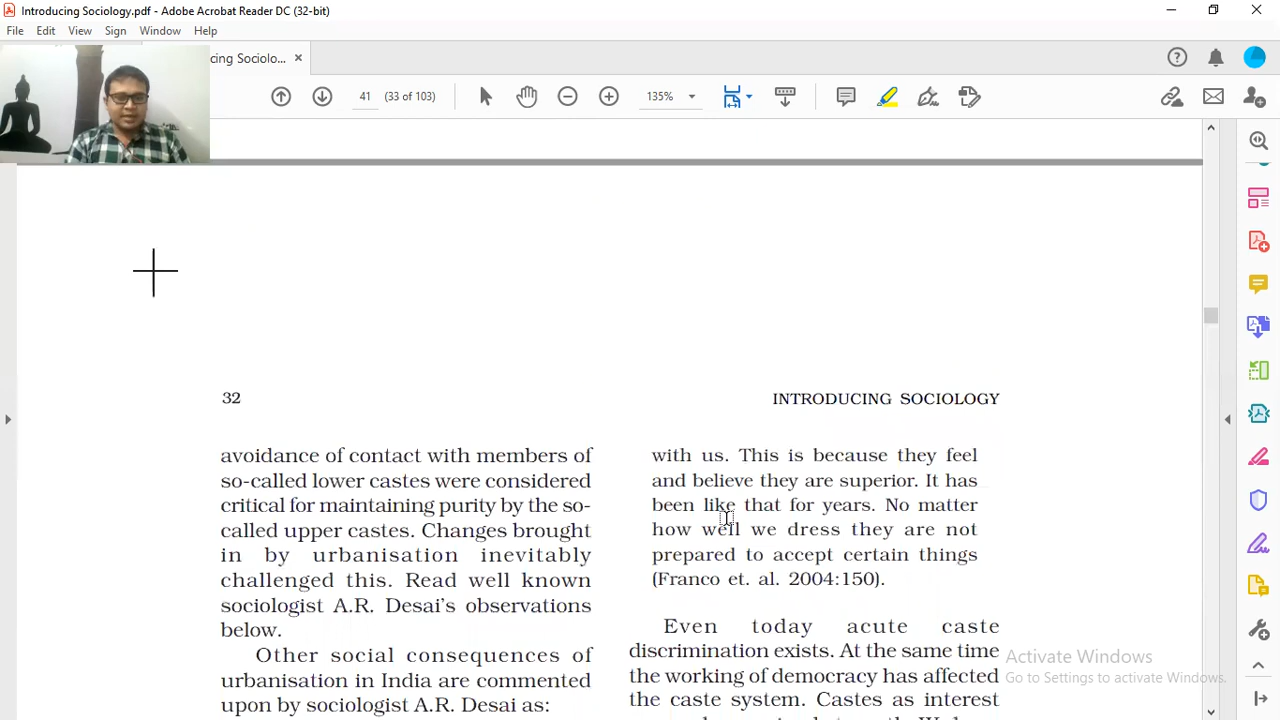 Introducing Sociology.pdf - Adobe Acrobat Reader DC (32-bit)
File Edit View Sign Window Help
cing Sociolo... ×
41 (33 of 103) 135%
32 INTRODUCING SOCIOLOGY
avoidance of contact with members of
so-called lower castes were considered
critical for maintaining purity by the so-
called upper castes. Changes brought
in by urbanisation inevitably
challenged this. Read well known
sociologist A.R. Desai's observations
below.
Other social consequences of
urbanisation in India are commented
upon by sociologist A.R. Desai as:
with us. This is because they feel
and believe they are superior. It has
been like that for years. No matter
how well we dress they are not
prepared to accept certain things
(Franco et. al. 2004:150).
Even today acute caste
discrimination exists. At the same time
the working of democracy has affected
the caste system. Castes as interest
Activate Windows
Go to Settings to activate Windows.